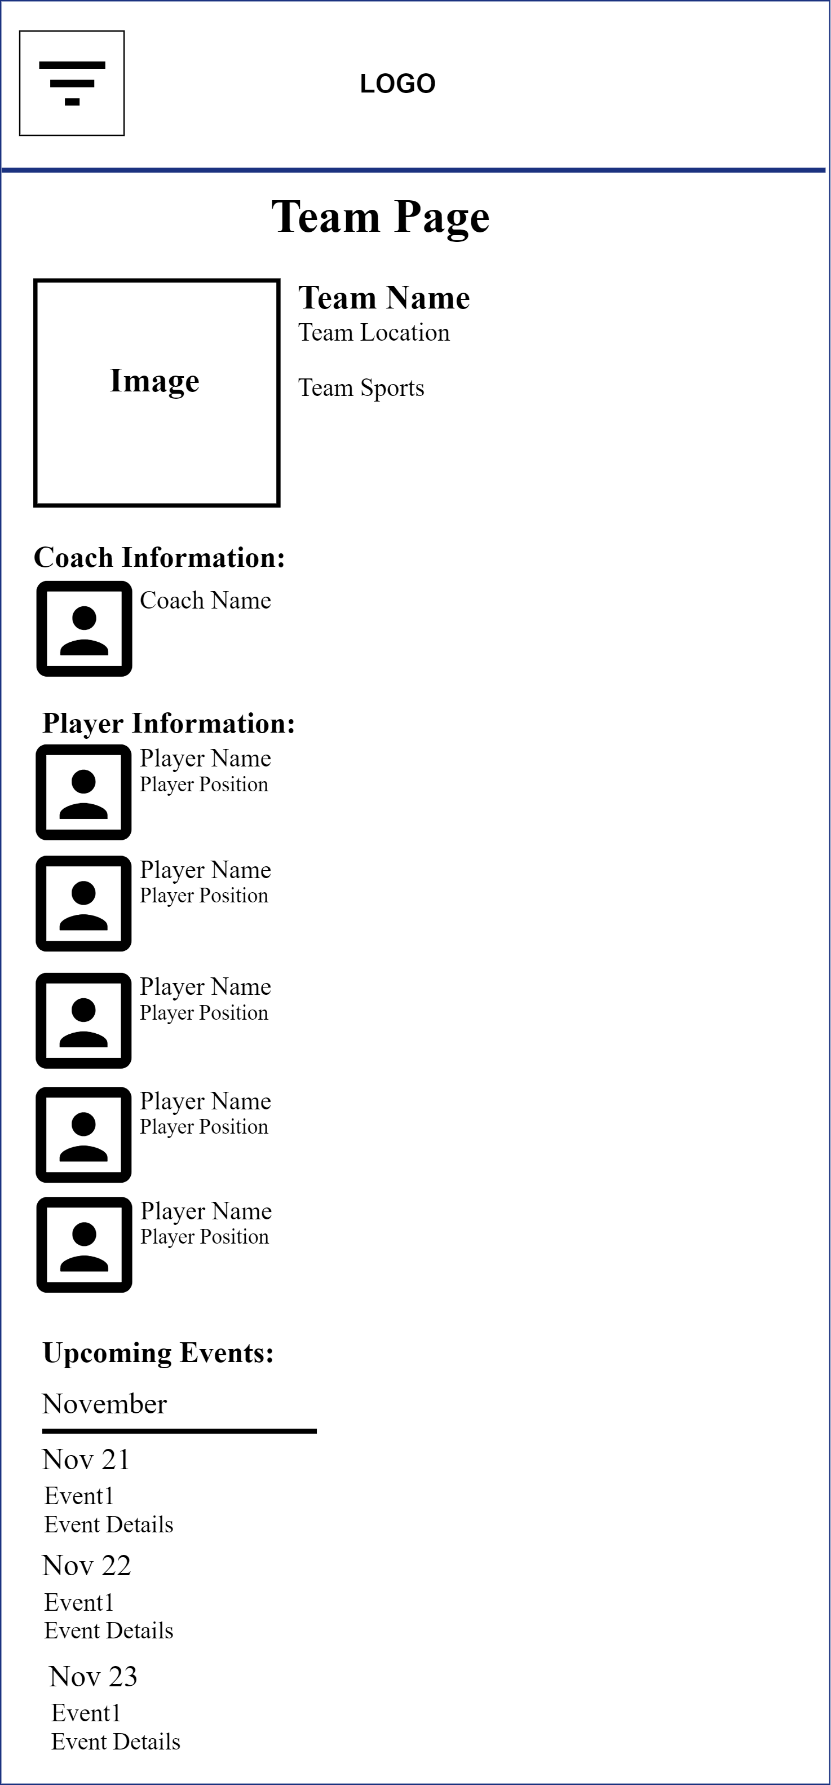 LOGO
Team Page
Image
Team Name
Team Location
Team Sports
Coach Information:
Coach Name
Player Information:
Player Name
Player Position
Player Name
Player Position
Player Name
Player Position
Player Name
Player Position
Player Name
Player Position
Upcoming Events:
November
Nov 21
Event1
Event Details
Nov 22
Event1
Event Details
Nov 23
Event1
Event Details